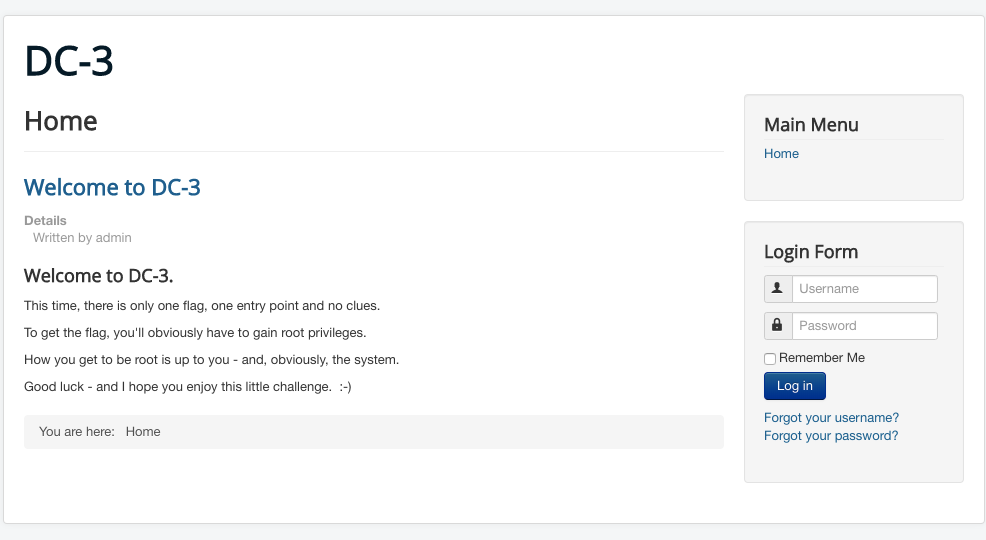 DC-3
Home
Welcome to DC-3
Details
Written by admin
Welcome to DC-3.
This time, there is only one flag, one entry point and no clues.
To get the flag, you'll obviously have to gain root privileges.
How you get to be root is up to you - and, obviously, the system.
Good luck - and I hope you enjoy this little challenge.  :-)
You are here:   Home
Main Menu
Home
Login Form
Username
Password
Remember Me
Log in
Forgot your username?
Forgot your password?